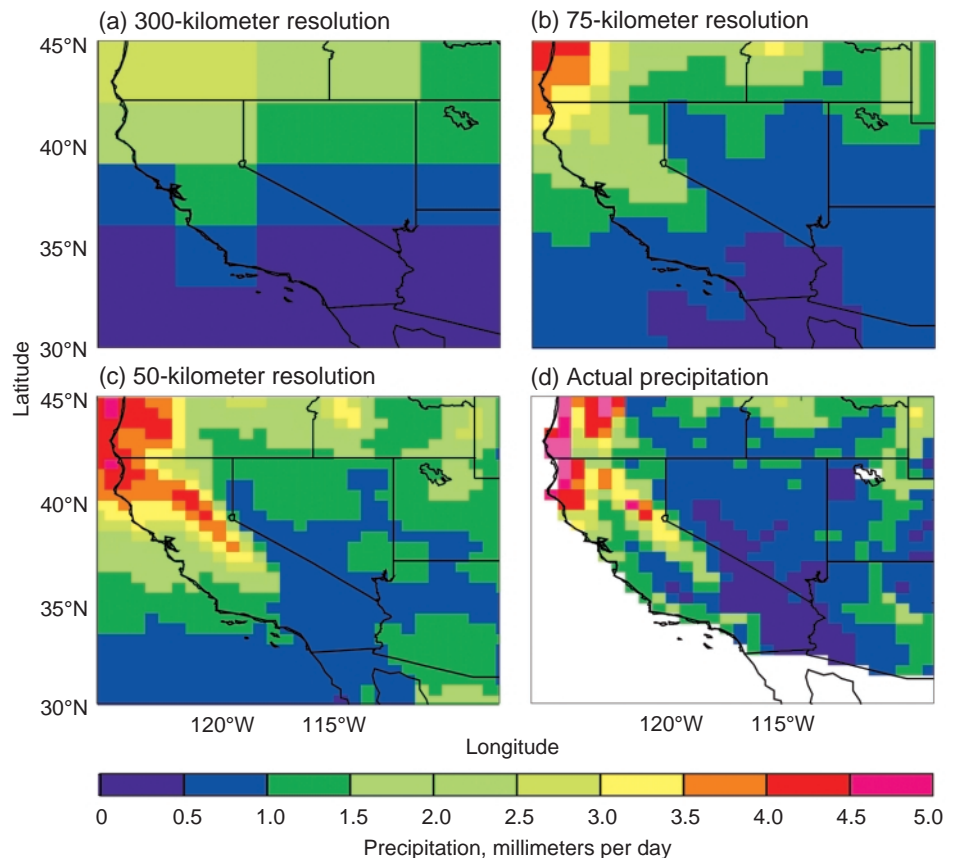 (a) 300-kilometer resolution
(b) 75-kilometer resolution
45°N
40°N
35°N
30°N
Latitude
(c) 50-kilometer resolution
(d) Actual precipitation
45°N
40°N
35°N
30°N
120°W 115°W 120°W 115°W
Longitude
0 0.5 1.0 1.5 2.0 2.5 3.0 3.5 4.0 4.5 5.0
Precipitation, millimeters per day